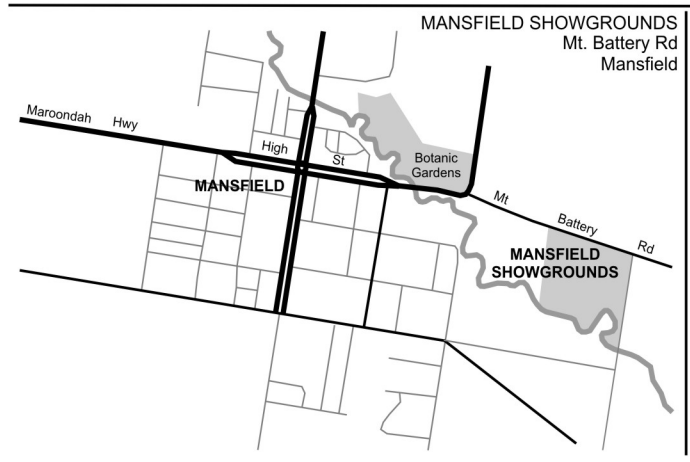 MANSFIELD SHOWGROUNDS
Mt. Battery Rd
Mansfield
Maroondah Hwy
High St
Botanic
Gardens
MANSFIELD
Mt Battery Rd
MANSFIELD
SHOWGROUNDS